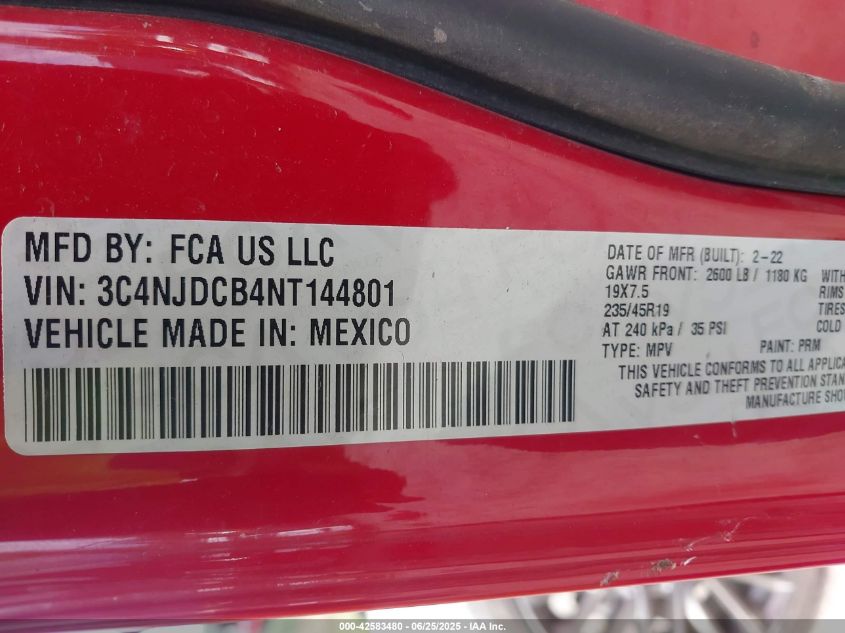 MFD BY: FCA US LLC
VIN: 3C4NJDCB4NT144801
VEHICLE MADE IN: MEXICO
DATE OF MFR (BUILT): 2-22
GAWR FRONT: 2600 LB / 1180 KG WITH
19X7.5 RIMS
235/45R19 TIRES
AT 240 kPa / 35 PSI COLD
TYPE: MPV PAINT: PRM
THIS VEHICLE CONFORMS TO ALL APPLICA
SAFETY AND THEFT PREVENTION STAN
MANUFACTURE SHO
000-42583480 - 06/25/2025 - IAA Inc.